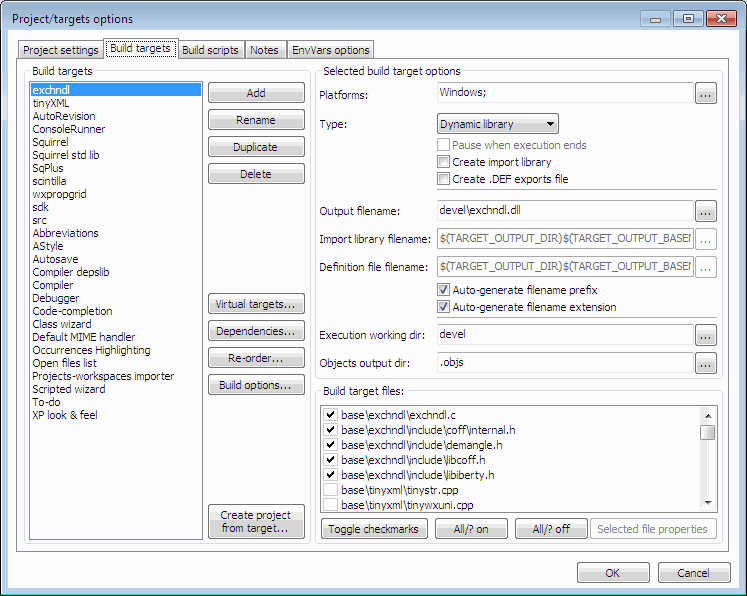 Project/targets options
Project settings
Build targets
Build scripts
Notes
EnvVars options
Build targets
exchndl
tinyXML
AutoRevision
ConsoleRunner
Squirrel
Squirrel std lib
SqPlus
scintilla
wxpropgrid
sdk
src
Abbreviations
AStyle
Autosave
Compiler depslib
Compiler
Debugger
Code-completion
Class wizard
Default MIME handler
Occurrences Highlighting
Open files list
Projects-workspaces importer
Scripted wizard
To-do
XP look & feel
Add
Rename
Duplicate
Delete
Virtual targets...
Dependencies...
Re-order...
Build options...
Create project
from target...
Selected build target options
Platforms:
Windows;
...
Type:
Dynamic library
Pause when execution ends
Create import library
Create .DEF exports file
Output filename:
devel\exchndl.dll
...
Import library filename:
$(TARGET_OUTPUT_DIR)$(TARGET_OUTPUT_BASEN
...
Definition file filename:
$(TARGET_OUTPUT_DIR)$(TARGET_OUTPUT_BASEN
...
Auto-generate filename prefix
Auto-generate filename extension
Execution working dir:
devel
...
Objects output dir:
.objs
...
Build target files:
base\exchndl\exchndl.c
base\exchndl\include\coff\internal.h
base\exchndl\include\demangle.h
base\exchndl\include\libcoff.h
base\exchndl\include\libiberty.h
base\tinyxml\tinystr.cpp
base\tinyxml\tinywxuni.cpp
Toggle checkmarks
All/? on
All/? off
Selected file properties
OK
Cancel